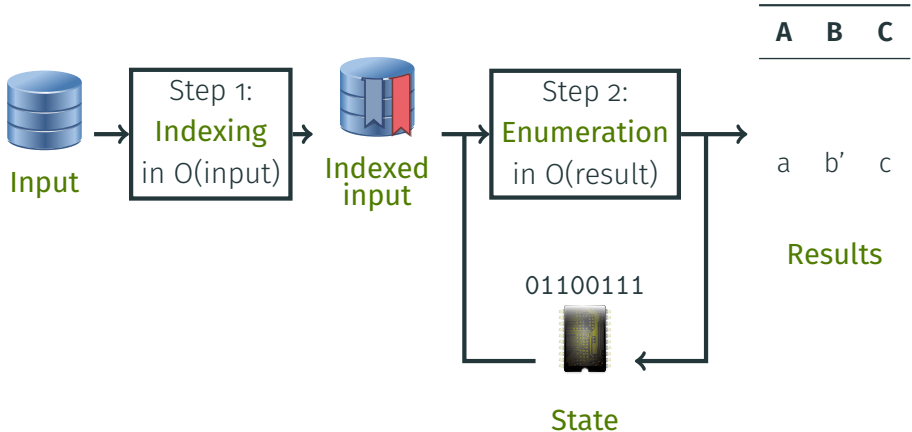 A B C
Step 1:
Indexing
in O(input)
Step 2:
Enumeration
in O(result)
Input
Indexed
input
a b’ c
Results
01100111
State